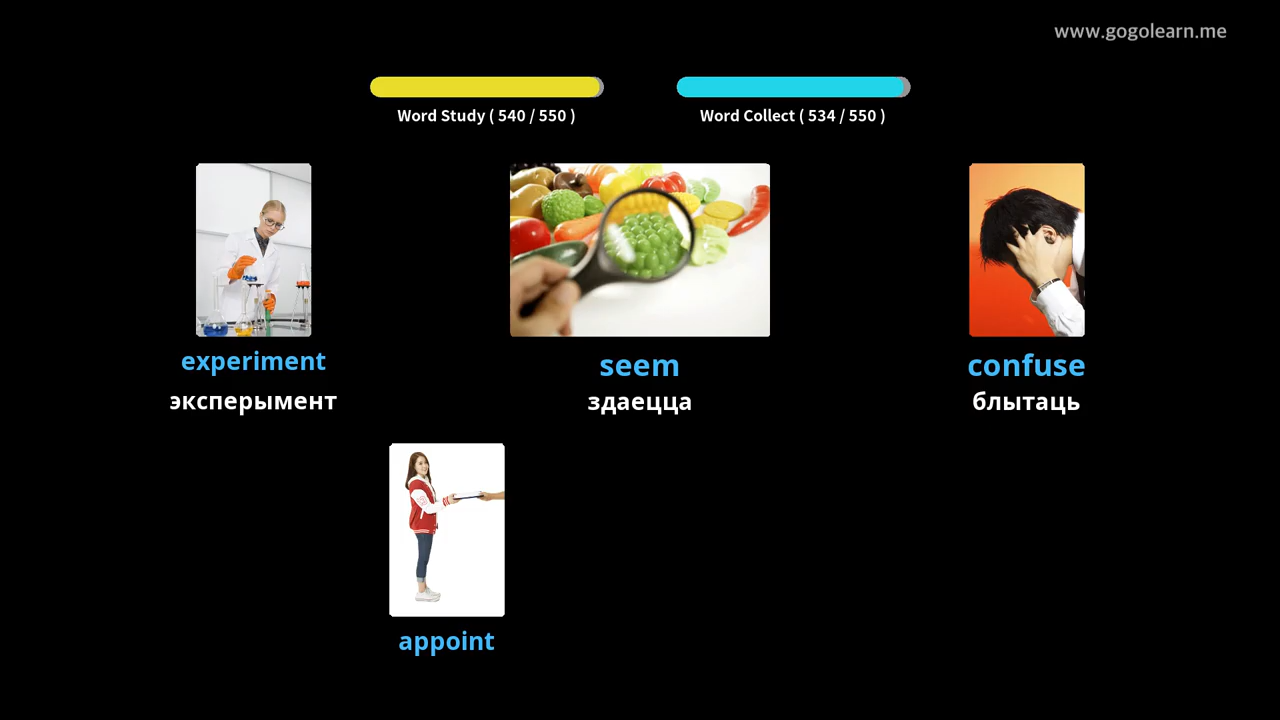 www.gogolearn.me
Word Study ( 540 / 550 )
Word Collect ( 534 / 550 )
experiment
seem
confuse
эксперымент
здаецца
блытаць
appoint